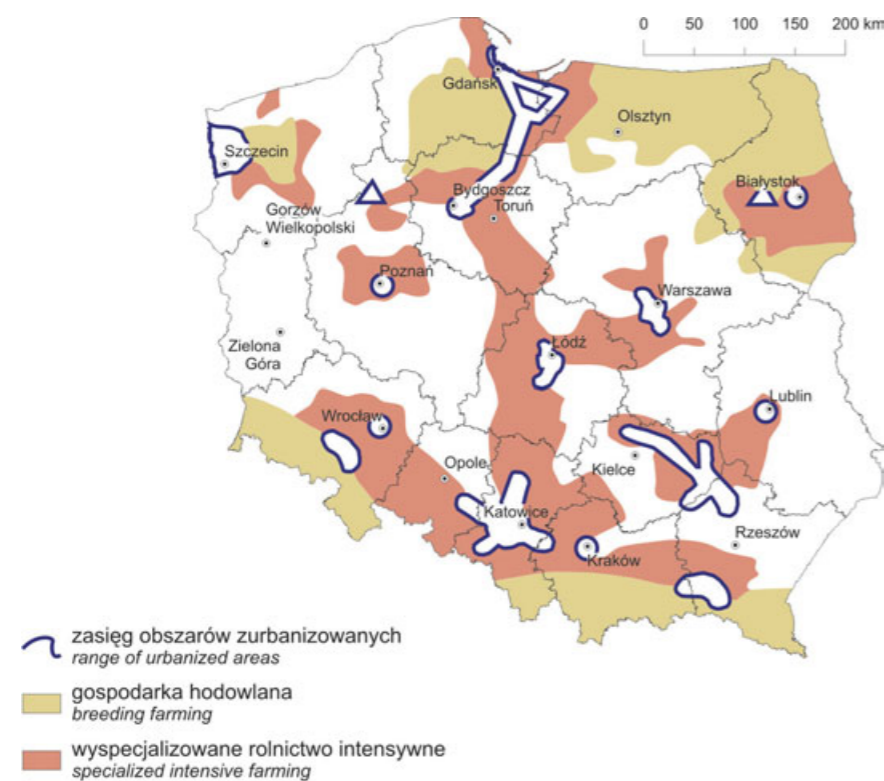 0 50 100 150 200 km
Gdańsk
Olsztyn
Szczecin
Białystok
Bydgoszcz
Toruń
Gorzów
Wielkopolski
Poznań
Warszawa
Zielona
Góra
Łódź
Lublin
Wrocław
Opole
Kielce
Katowice
Rzeszów
Kraków
zasięg obszarów zurbanizowanych
range of urbanized areas
gospodarka hodowlana
breeding farming
wyspecjalizowane rolnictwo intensywne
specialized intensive farming